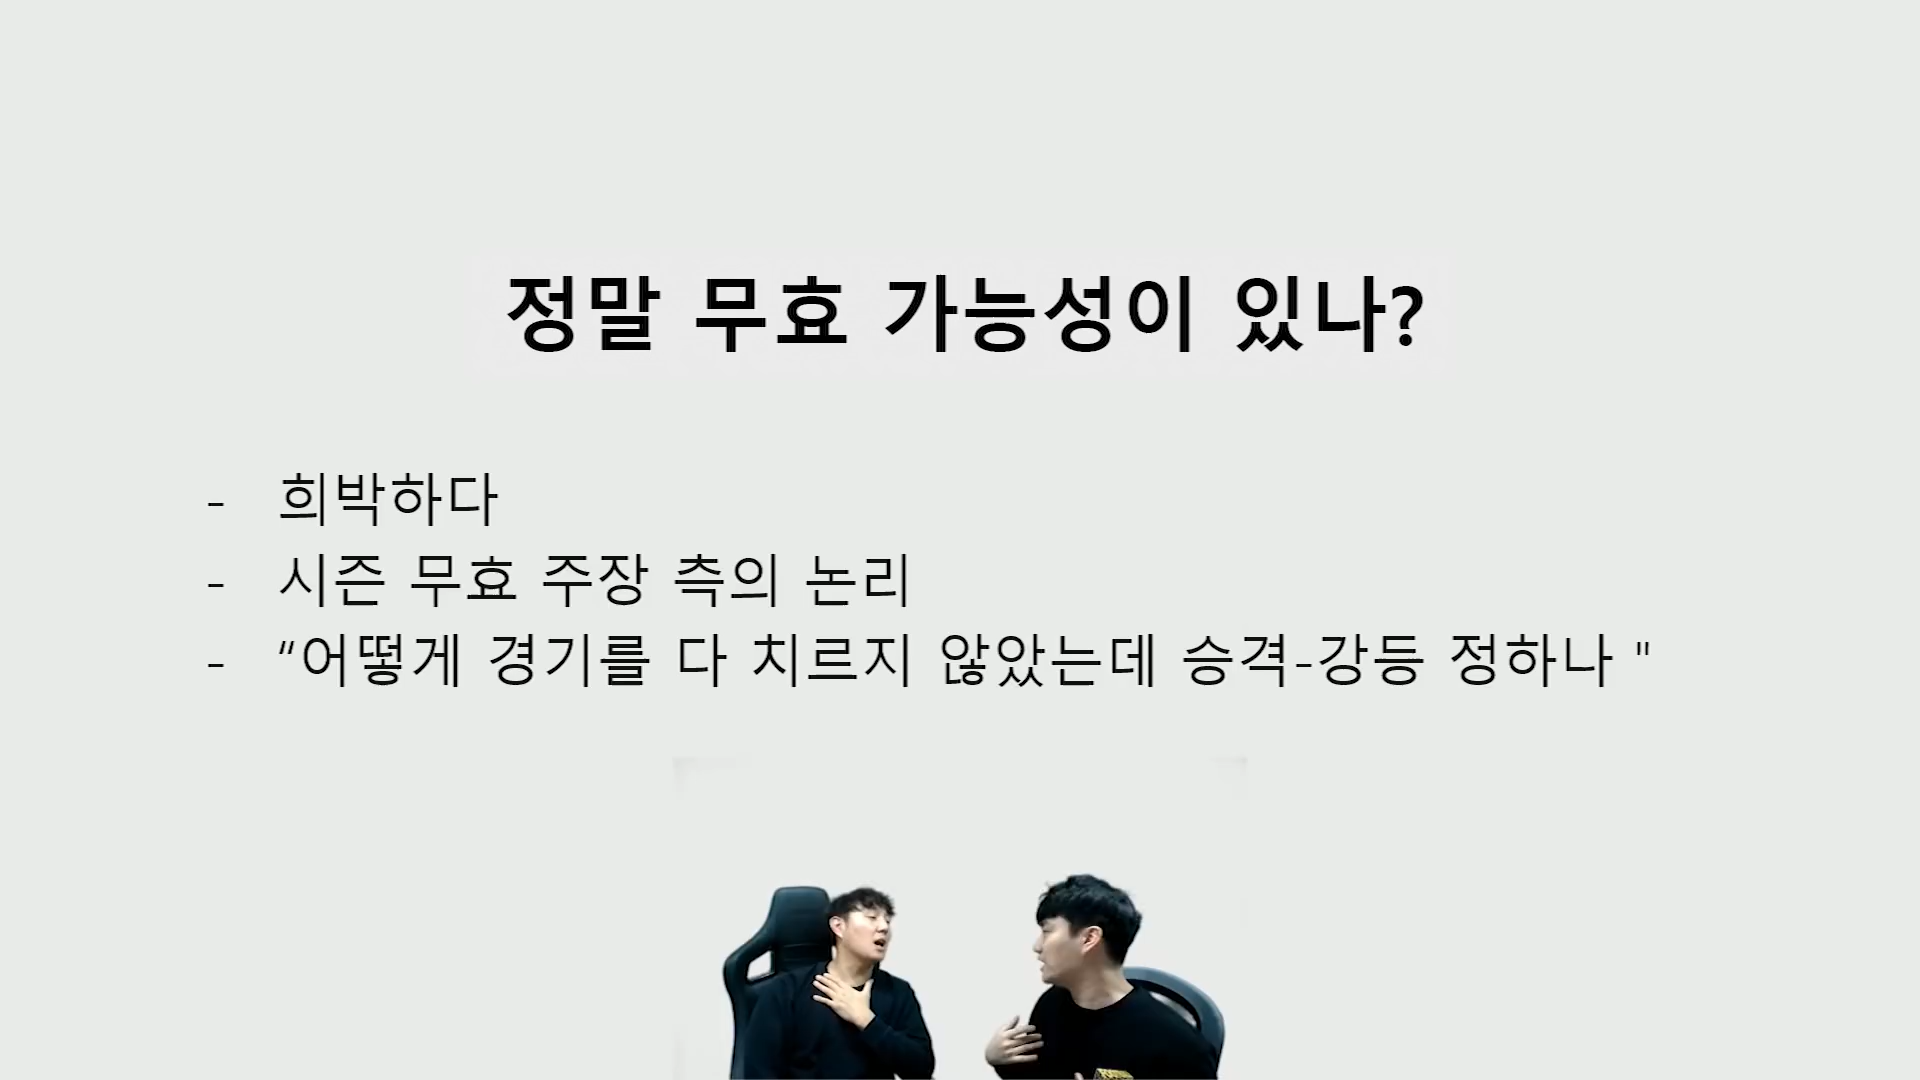 정말 무효 가능성이 있나?
- 희박하다
- 시즌 무효 주장 측의 논리
- “어떻게 경기를 다 치르지 않았는데 승격-강등 정하나 "